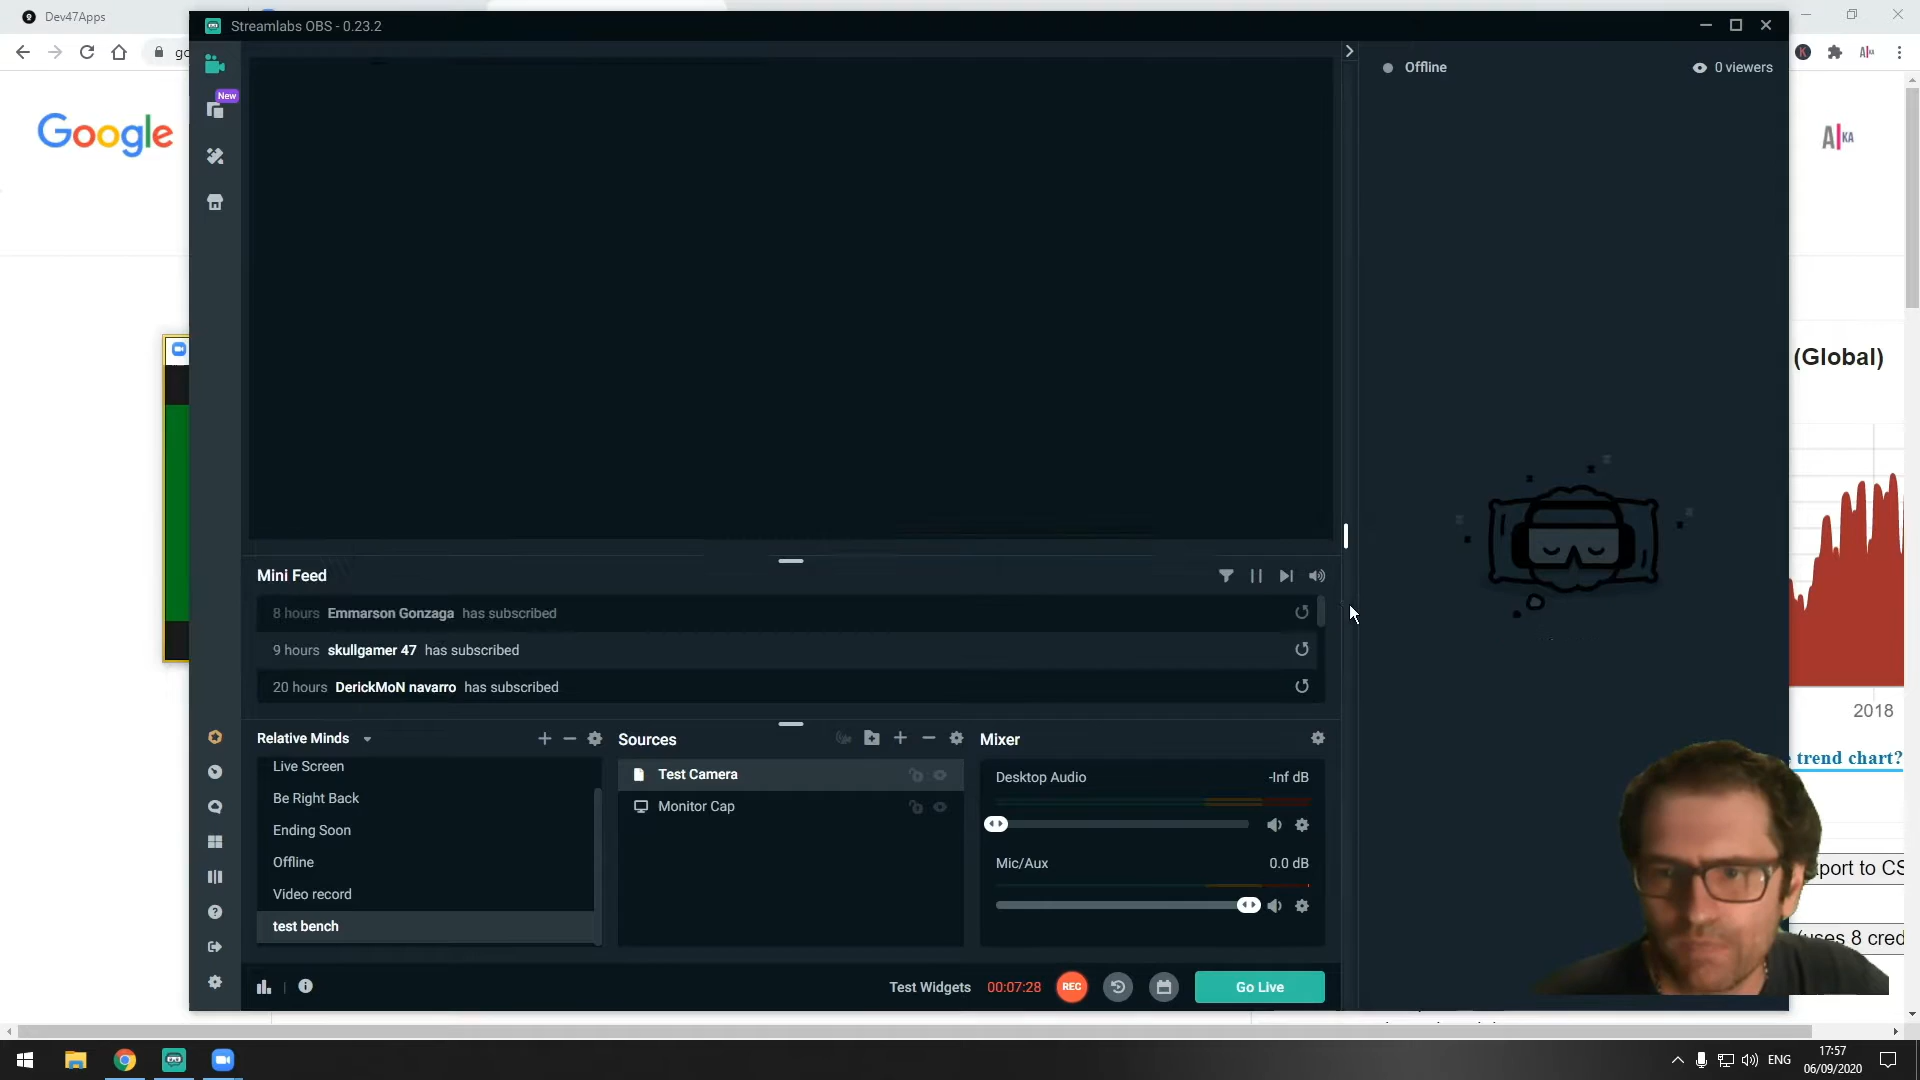 Dev47Apps
Streamlabs OBS - 0.23.2
gc
New
Offline
0 viewers
Google
A|KA
(Global)
Mini Feed
8 hours Emmarson Gonzaga has subscribed
9 hours skullgamer 47 has subscribed
20 hours DerickMoN navarro has subscribed
2018
Relative Minds
Live Screen
Be Right Back
Ending Soon
Offline
Video record
test bench
Sources
Test Camera
Monitor Cap
Mixer
Desktop Audio
-Inf dB
Mic/Aux
0.0 dB
trend chart?
xport to CS
(uses 8 cred
Test Widgets
00:07:28
REC
Go Live
ENG
17:57
06/09/2020